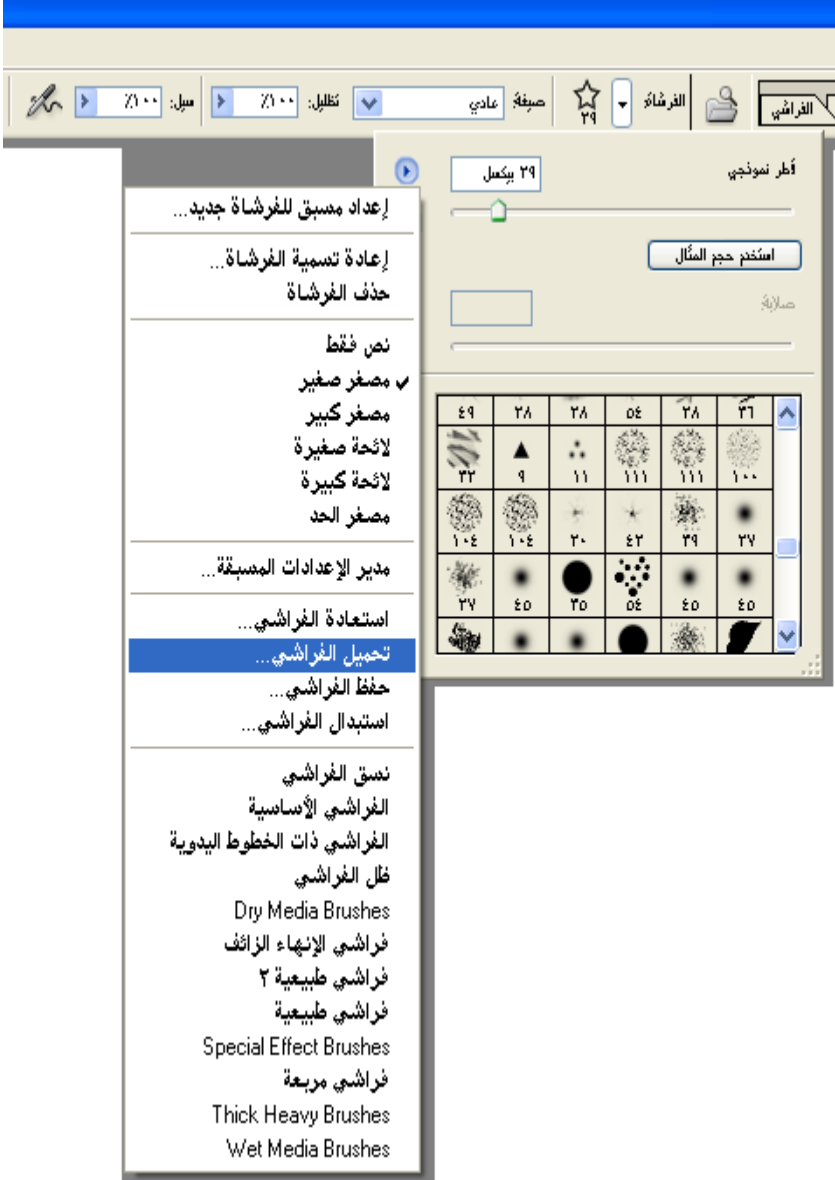 الفراشي
الفرشاة: ٢٩ صيغة: عادي تظليل: ١٠٠٪ سيل: ١٠٠٪
قطر نموذجي ٢٩ بيكسل
استخدم حجم المثال
صلابة:
٣٦ ٢٨ ٥٤ ٢٨ ٢٨ ٤٩
١٠٠ ١١١ ١١١ ١١ ٩ ٣٢
٢٧ ٣٩ ٤٢ ٢٠ ١٠٤ ١٠٤
٤٥ ٤٥ ٥٤ ٣٥ ٤٥ ٢٧
إعداد مسبق للفرشاة جديد...
إعادة تسمية الفرشاة...
حذف الفرشاة
نص فقط
مصغر صغير
مصغر كبير
لائحة صغيرة
لائحة كبيرة
مصغر الحد
مدير الإعدادات المسبقة...
استعادة الفراشي...
تحميل الفراشي...
حفظ الفراشي...
استبدال الفراشي...
نسق الفراشي
الفراشي الأساسية
الفراشي ذات الخطوط اليدوية
ظل الفراشي
Dry Media Brushes
فراشي الإنهاء الزائف
فراشي طبيعية ٢
فراشي طبيعية
Special Effect Brushes
فراشي مربعة
Thick Heavy Brushes
Wet Media Brushes